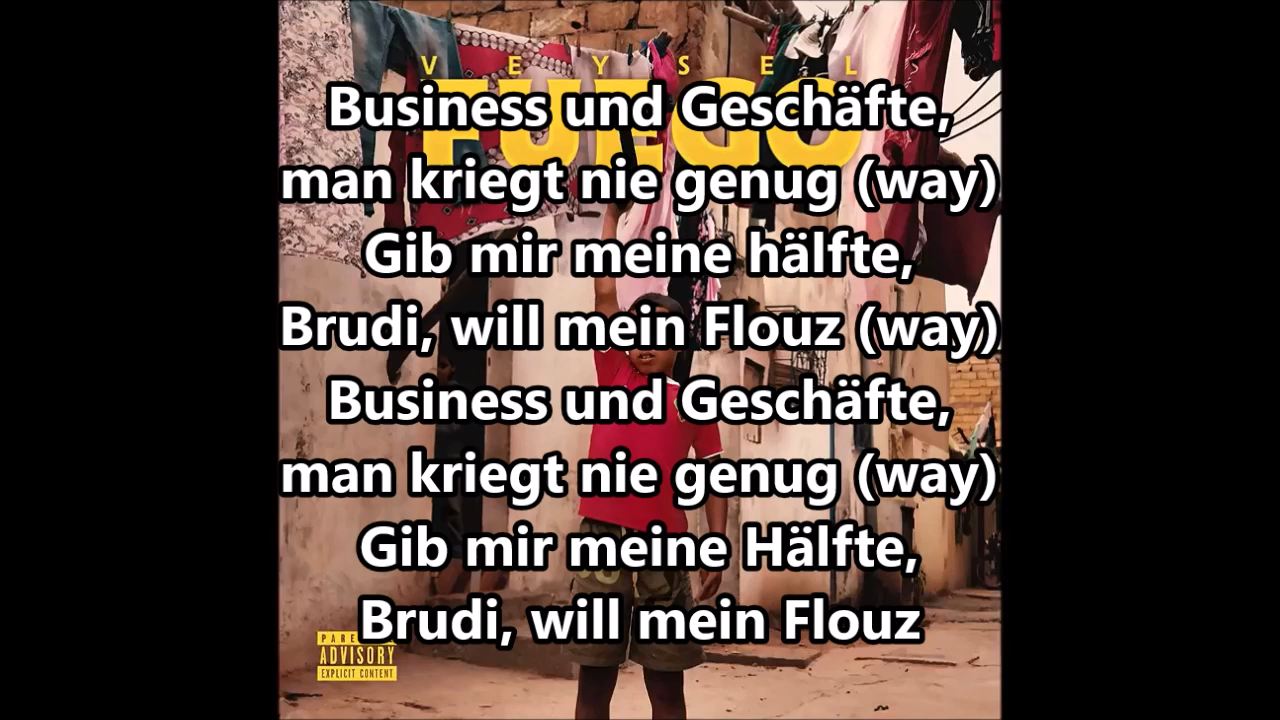 VEYSEL
FUEGO
Business und Geschäfte,
man kriegt nie genug (way)
Gib mir meine hälfte,
Brudi, will mein Flouz (way)
Business und Geschäfte,
man kriegt nie genug (way)
Gib mir meine Hälfte,
Brudi, will mein Flouz
ADVISORY
EXPLICIT CONTENT